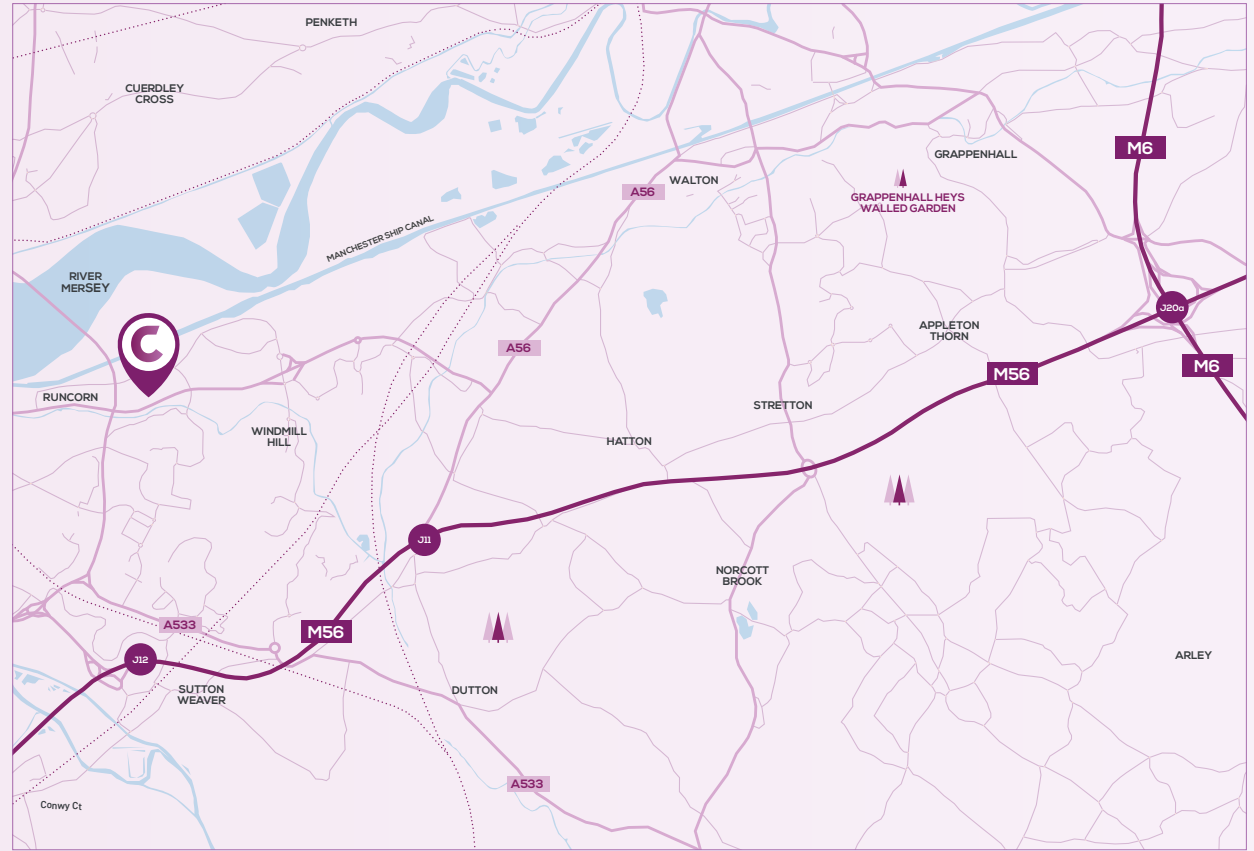 PENKETH
CUERDLEY
CROSS
M6
GRAPPENHALL
WALTON
A56
GRAPPENHALL HEYS
WALLED GARDEN
MANCHESTER SHIP CANAL
RIVER
MERSEY
J20a
C
APPLETON
THORN
A56
M6
M56
RUNCORN
STRETTON
WINDMILL
HILL
HATTON
J11
NORCOTT
BROOK
A533
M56
J12
ARLEY
SUTTON
WEAVER
DUTTON
A533
Conwy Ct